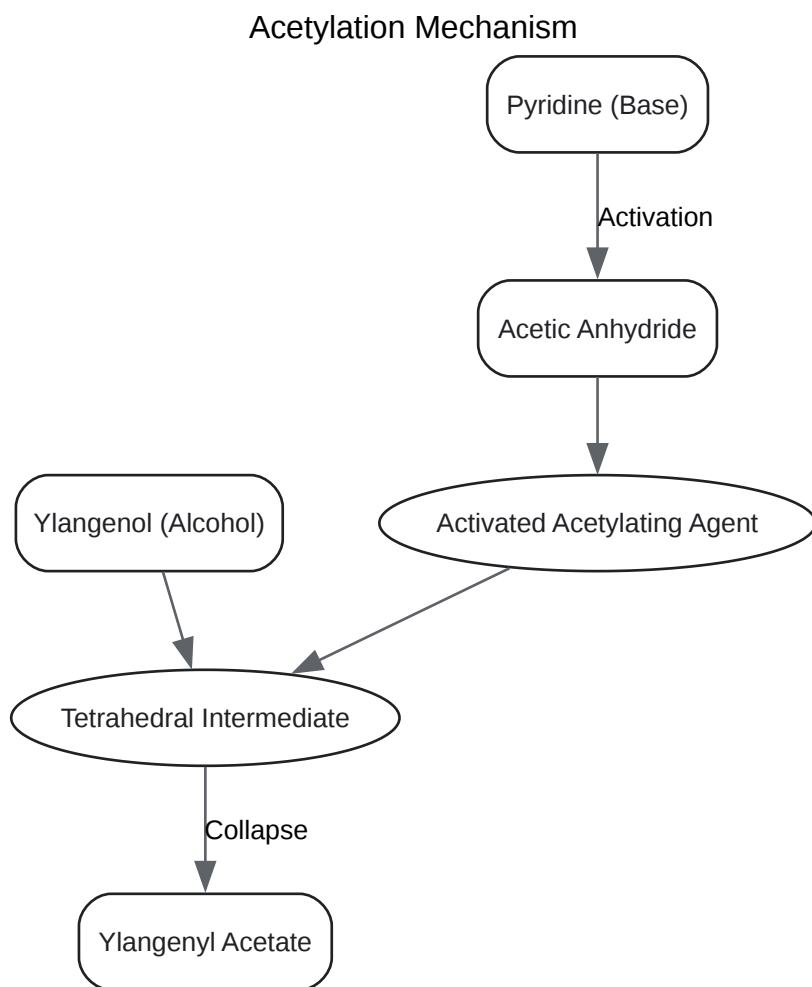 Acetylation Mechanism
Pyridine (Base)
Activation
Acetic Anhydride
Ylangenol (Alcohol)
Activated Acetylating Agent
Tetrahedral Intermediate
Collapse
Ylangenyl Acetate